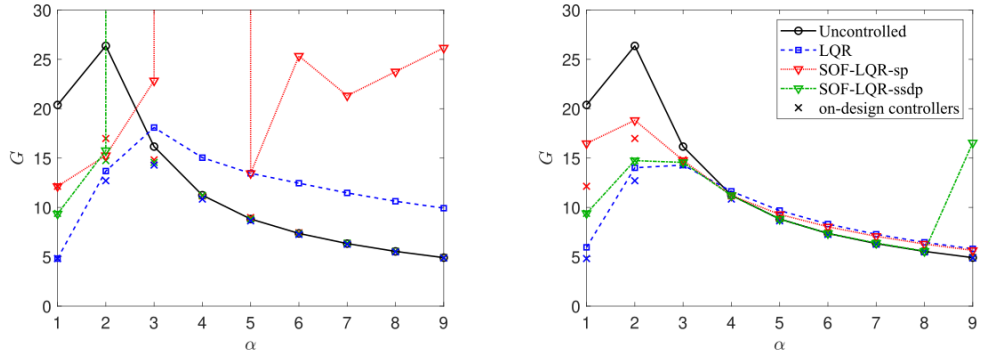 30
25
20
15
10
5
0
G
1 2 3 4 5 6 7 8 9
α
30
25
20
15
10
5
0
G
1 2 3 4 5 6 7 8 9
α
Uncontrolled
LQR
SOF-LQR-sp
SOF-LQR-ssdp
on-design controllers